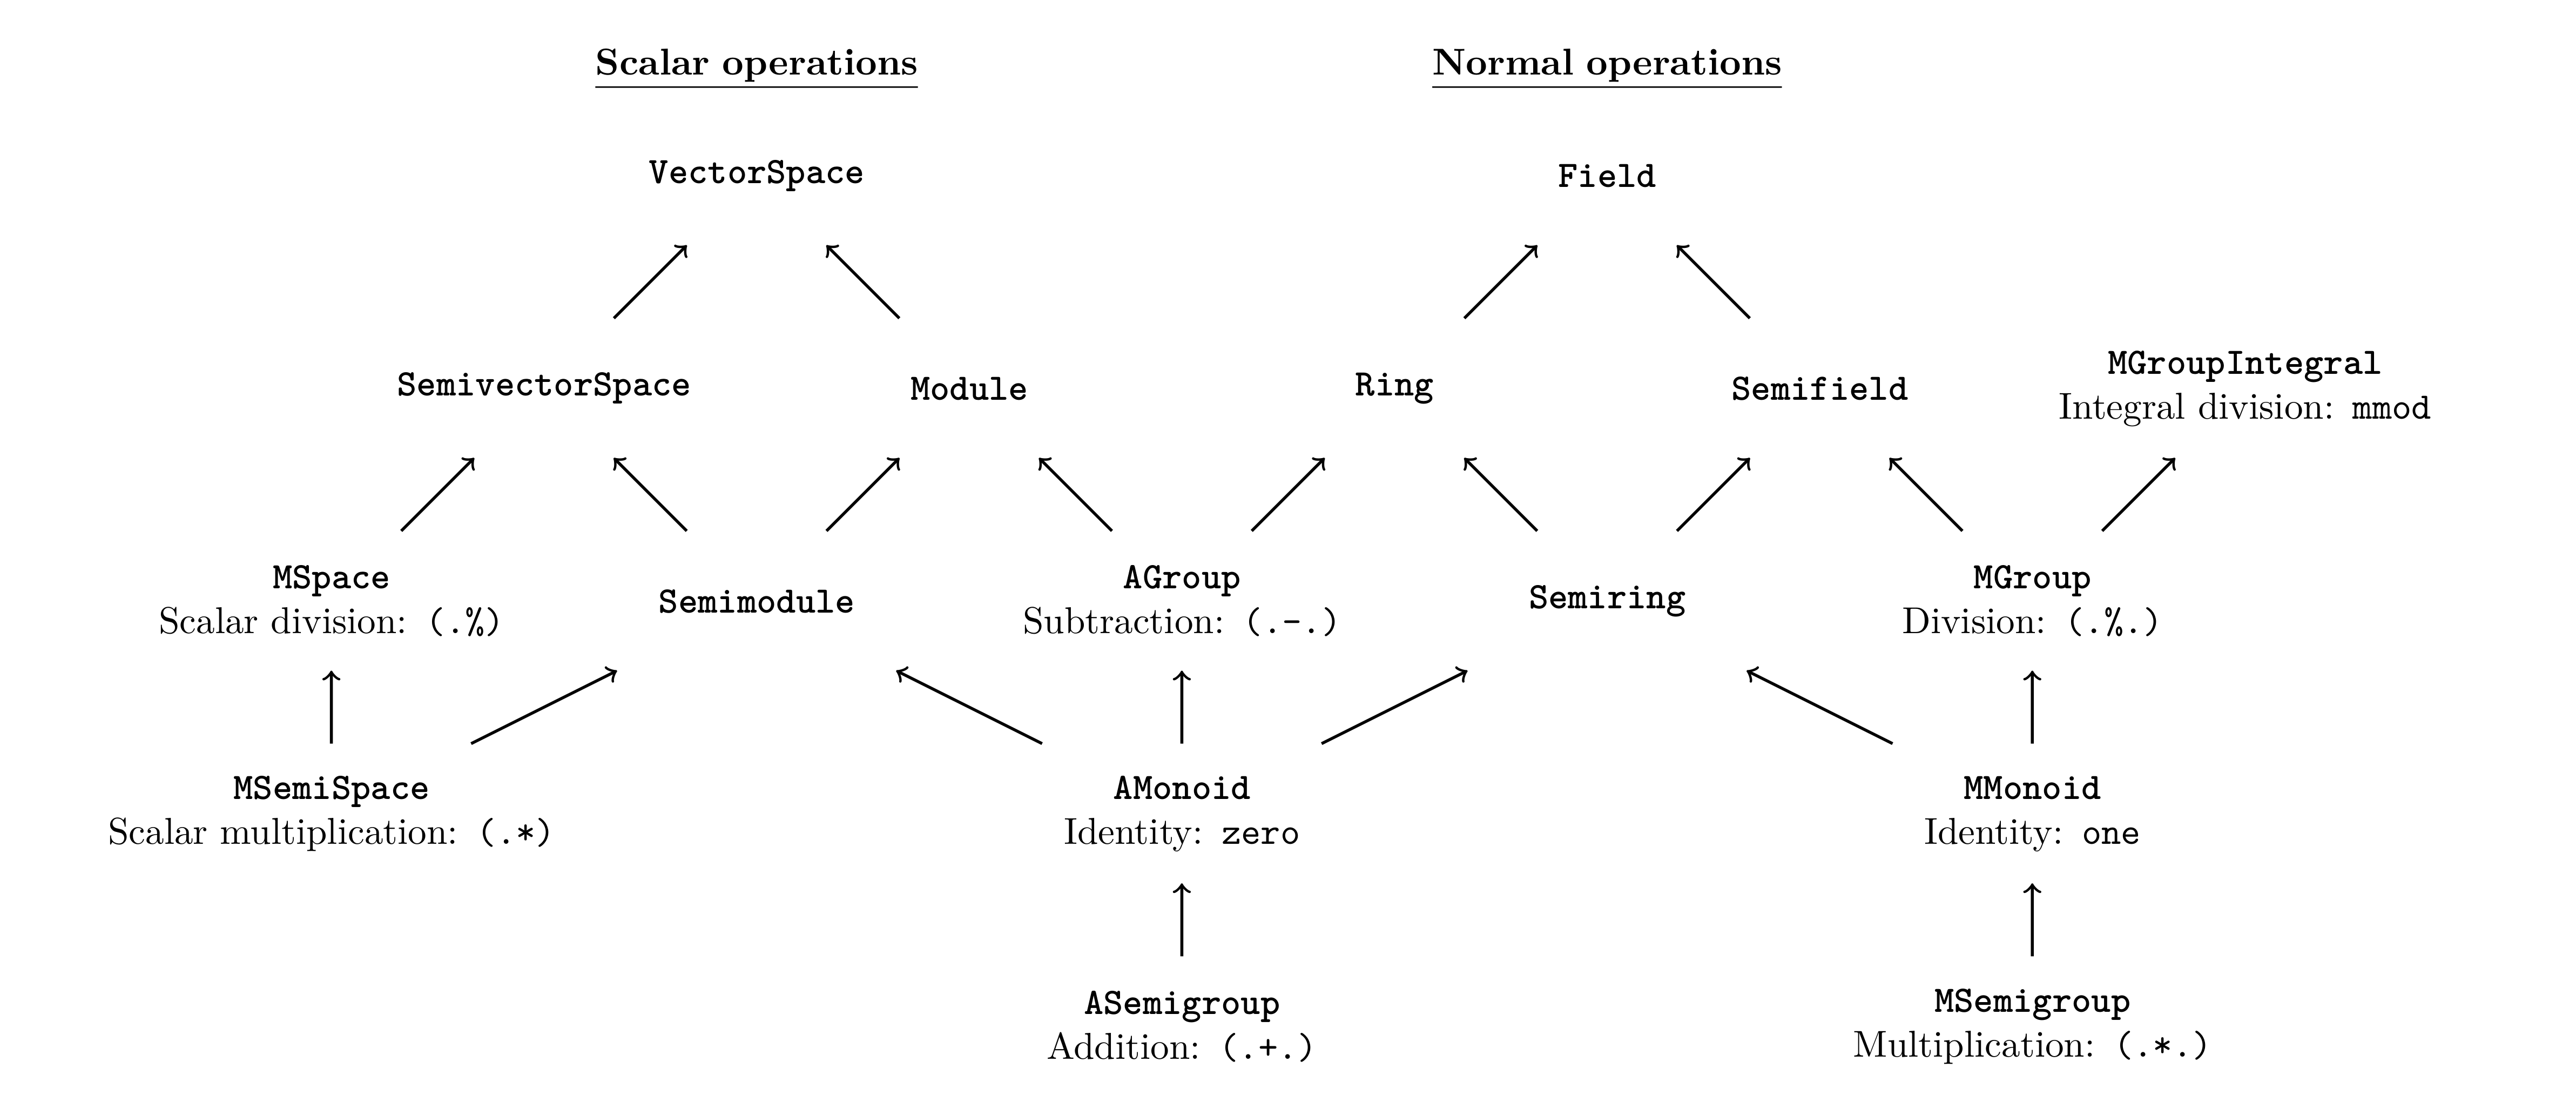 Scalar operations
Normal operations
VectorSpace
Field
SemivectorSpace
Module
Ring
Semifield
MGroupIntegral
Integral division: mmod
MSpace
Scalar division: (.%)
Semimodule
AGroup
Subtraction: (.-.)
Semiring
MGroup
Division: (.%.)
MSemiSpace
Scalar multiplication: (.*)
AMonoid
Identity: zero
MMonoid
Identity: one
ASemigroup
Addition: (.+.)
MSemigroup
Multiplication: (.*.)